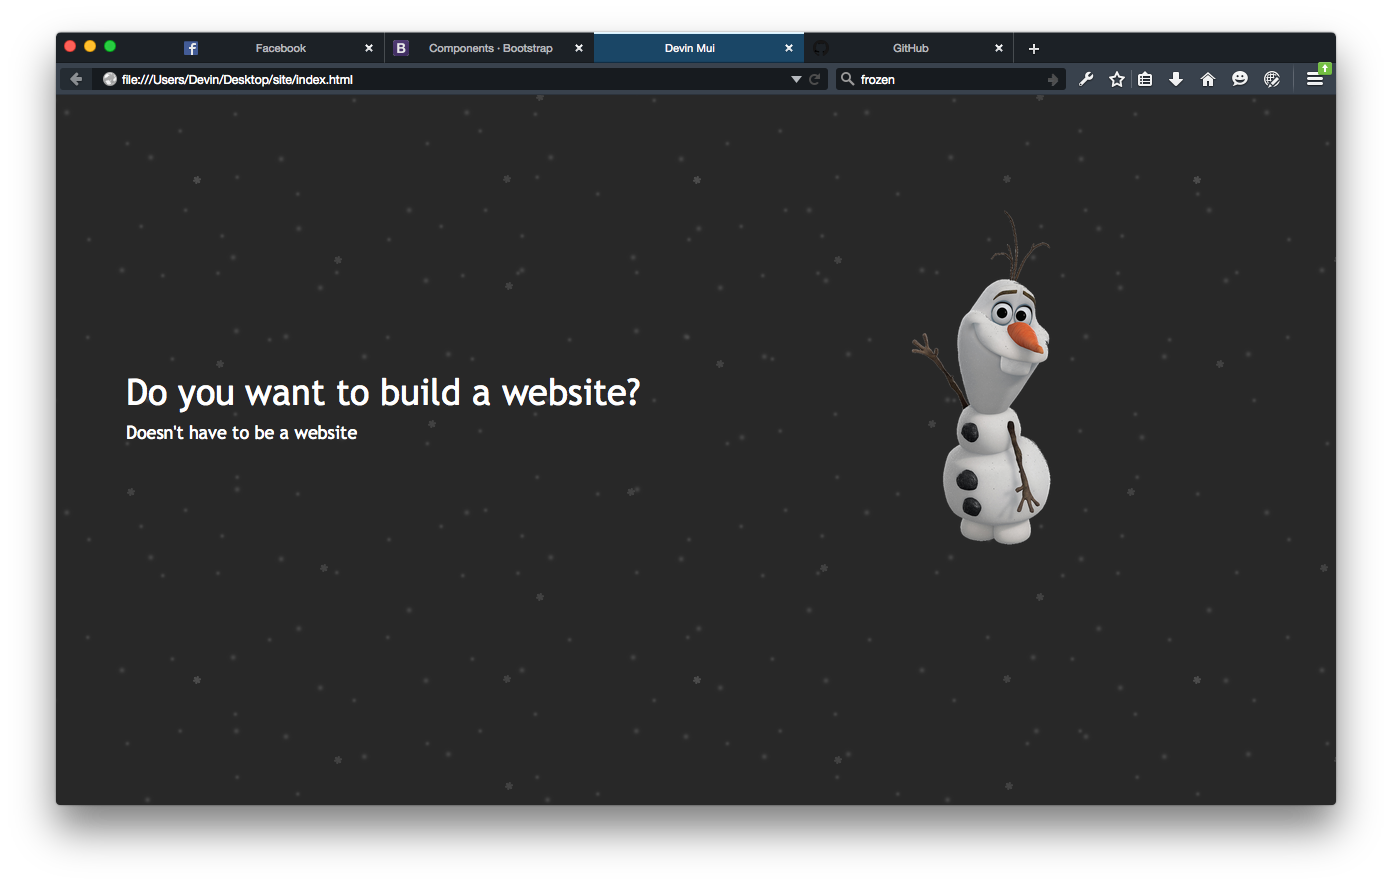 Facebook
B Components · Bootstrap
Devin Mui
GitHub
file:///Users/Devin/Desktop/site/index.html
frozen
Do you want to build a website?
Doesn't have to be a website